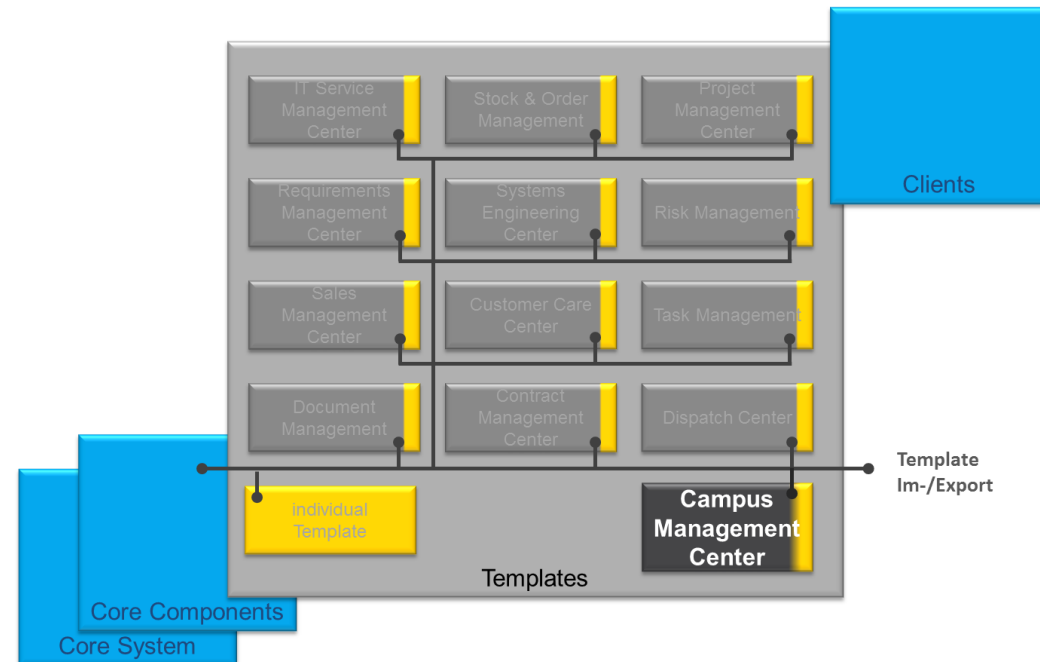 IT Service
Management
Center
Stock & Order
Management
Project
Management
Center
Clients
Requirements
Management
Center
Systems
Engineering
Center
Risk Management
Sales
Management
Center
Customer Care
Center
Task Management
Document
Management
Contract
Management
Center
Dispatch Center
Template
Im-/Export
individual
Template
Campus
Management
Center
Templates
Core Components
Core System